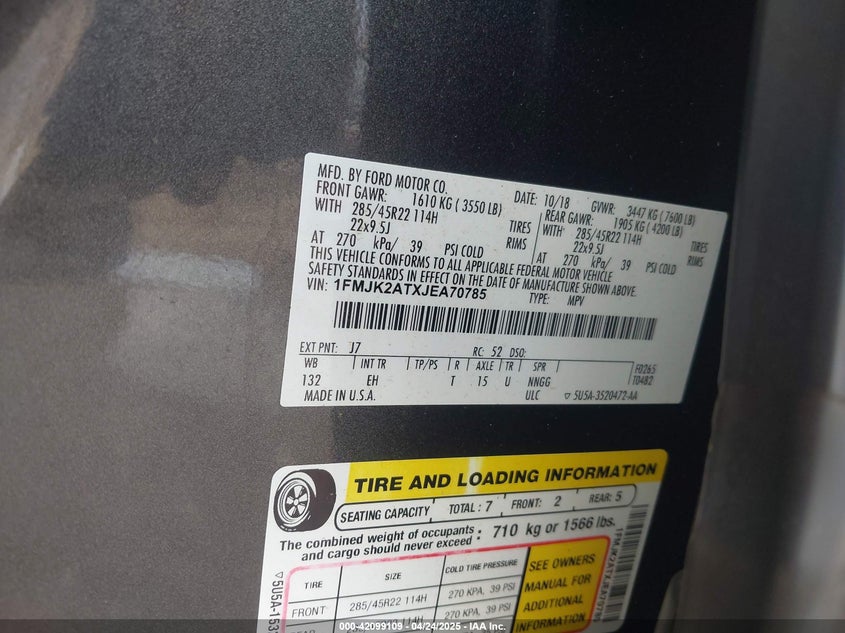 MFD. BY FORD MOTOR CO.
DATE: 10/18 GVWR: 3447 KG ( 7600 LB)
FRONT GAWR: 1610 KG ( 3550 LB) REAR GAWR: 1905 KG ( 4200 LB)
WITH 285/45R22 114H TIRES WITH 285/45R22 114H TIRES
22x9.5J RIMS 22x9.5J RIMS
AT 270 kPa/ 39 PSI COLD AT 270 kPa/ 39 PSI COLD
THIS VEHICLE CONFORMS TO ALL APPLICABLE FEDERAL MOTOR VEHICLE
SAFETY STANDARDS IN EFFECT ON THE DATE OF MANUFACTURE SHOWN ABOVE.
VIN: 1FMJK2ATXJEA70785 TYPE: MPV
EXT PNT: J7 RC: 52 DSO:
WB INT TR TP/PS R AXLE TR SPR F0265
132 EH T 15 U NNGG T0482
MADE IN U.S.A. ULC ▽ 5U5A-3520472-AA
TIRE AND LOADING INFORMATION
SEATING CAPACITY TOTAL : 7 FRONT: 2 REAR: 5
The combined weight of occupants and cargo should never exceed : 710 kg or 1566 lbs.
TIRE SIZE COLD TIRE PRESSURE
FRONT 285/45R22 114H 270 KPA, 39 PSI
114H 270 KPA, 39 PSI
SEE OWNERS
MANUAL FOR
ADDITIONAL
INFORMATION
1FMJK2ATXJEA70785
▽5U5A-153
000-42099109 - 04/24/2025 - IAA, Inc.